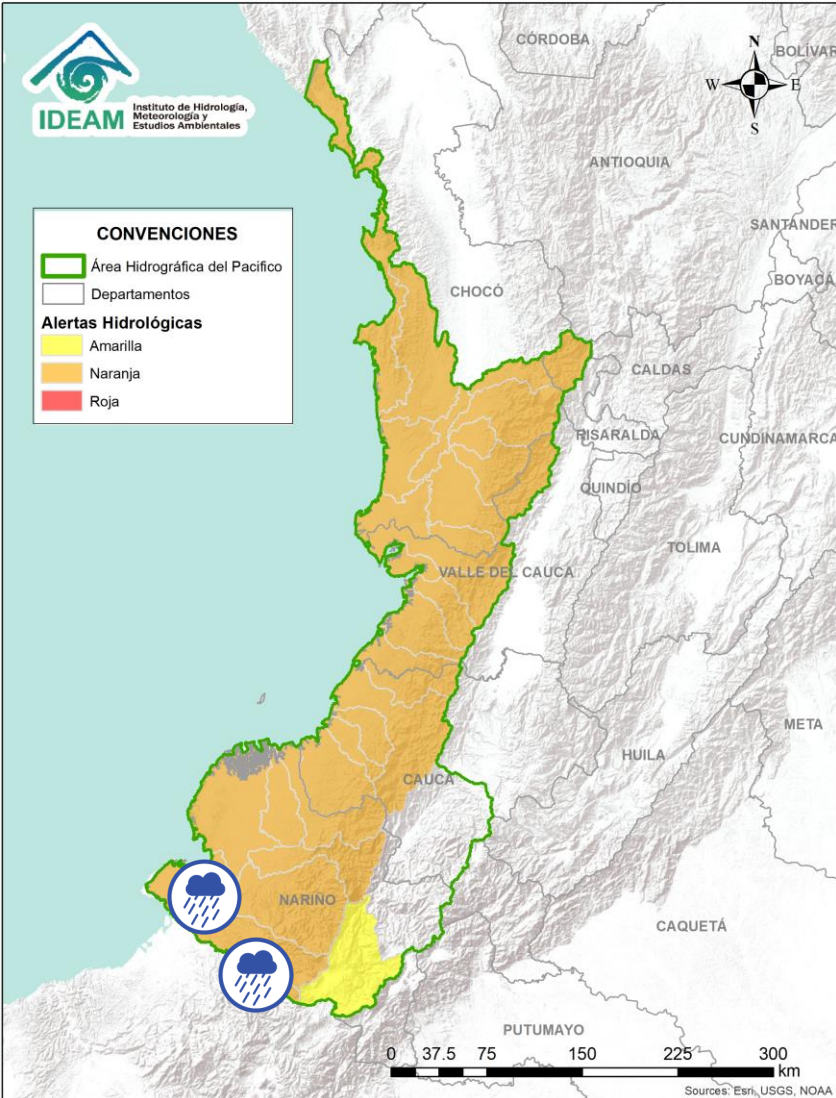 IDEAM
Instituto de Hidrología,
Meteorología y
Estudios Ambientales
CONVENCIONES
Área Hidrográfica del Pacifico
Departamentos
Alertas Hidrológicas
Amarilla
Naranja
Roja
N
W
E
S
CÓRDOBA
BOLÍVAR
ANTIOQUIA
SANTANDER
BOYACÁ
CHOCÓ
CALDAS
RISARALDA
CUNDINAMARCA
QUINDÍO
TOLIMA
VALLE DEL CAUCA
META
HUILA
CAUCA
NARIÑO
CAQUETÁ
PUTUMAYO
0 37.5 75 150 225 300
km
Sources: Esri, USGS, NOAA